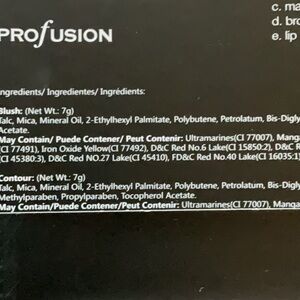 c. ma
d. bro
e. lip
PROfUSION
Ingredients/ Ingredientes/ Ingrédients:
Blush: (Net Wt.: 7g)
Talc, Mica, Mineral Oil, 2-Ethylhexyl Palmitate, Polybutene, Petrolatum, Bis-Digly
Acetate.
May Contain/ Puede Contener/ Peut Contenir: Ultramarines(CI 77007), Manga
(CI 77491), Iron Oxide Yellow(CI 77492), D&C Red No.6 Lake(CI 15850:2), D&C R
(CI 45380:3), D&C Red NO.27 Lake(CI 45410), FD&C Red No.40 Lake(CI 16035:1)
Contour: (Net Wt.: 7g)
Talc, Mica, Mineral Oil, 2-Ethylhexyl Palmitate, Polybutene, Petrolatum, Bis-Digly
Methylparaben, Propylparaben, Tocopherol Acetate.
May Contain/Puede Contener/Peut Contenir: Ultramarines(CI 77007), Manga